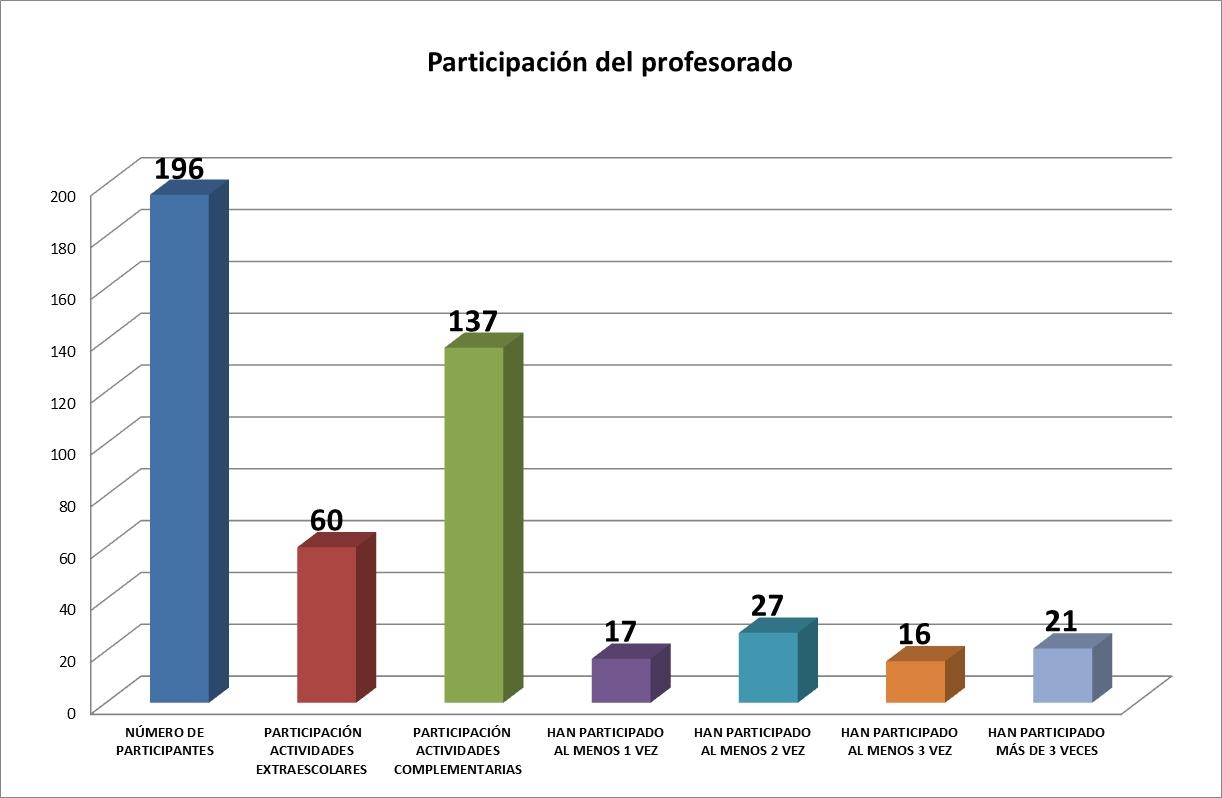 Participación del profesorado
196
200
180
160
137
140
120
100
80
60
60
40
27
21
17
16
20
0
NÚMERO DE
PARTICIPANTES
PARTICIPACIÓN
ACTIVIDADES
EXTRAESCOLARES
PARTICIPACIÓN
ACTIVIDADES
COMPLEMENTARIAS
HAN PARTICIPADO
AL MENOS 1 VEZ
HAN PARTICIPADO
AL MENOS 2 VEZ
HAN PARTICIPADO
AL MENOS 3 VEZ
HAN PARTICIPADO
MÁS DE 3 VECES